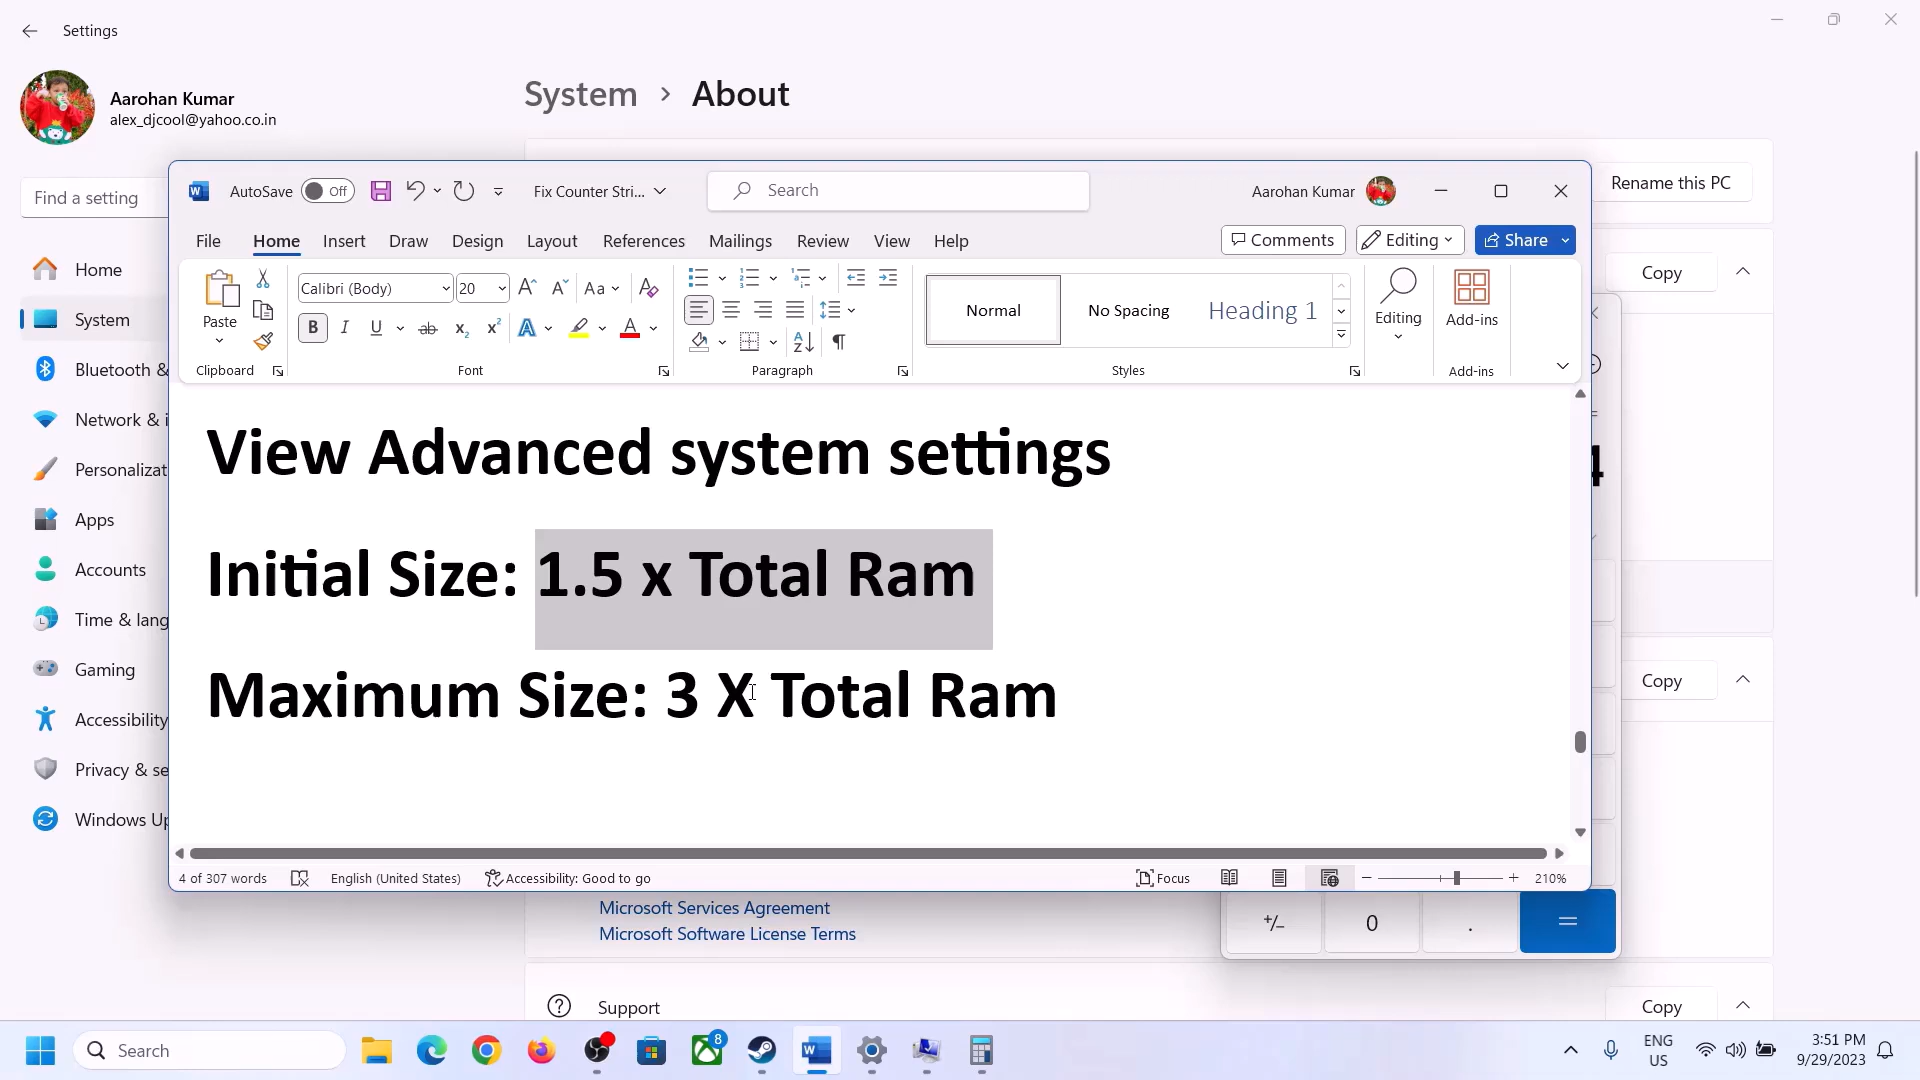 Settings
Aarohan Kumar
alex_djcool@yahoo.co.in
Find a setting
Home
System
Bluetooth &
Network & i
Personalizat
Apps
Accounts
Time & lang
Gaming
Accessibility
Privacy & se
Windows Up
System > About
Rename this PC
Copy
Copy
AutoSave Off
Fix Counter Stri...
Search
Aarohan Kumar
File Home Insert Draw Design Layout References Mailings Review View Help
Comments Editing Share
Paste
Calibri (Body) 20
Normal No Spacing Heading 1
Editing
Add-ins
Clipboard Font Paragraph Styles Add-ins
View Advanced system settings
Initial Size: 1.5 x Total Ram
Maximum Size: 3 X Total Ram
4 of 307 words
English (United States)
Accessibility: Good to go
Focus
210%
4
+/− 0 . =
Microsoft Services Agreement
Microsoft Software License Terms
Support
Copy
Search
8
ENG
US
3:51 PM
9/29/2023